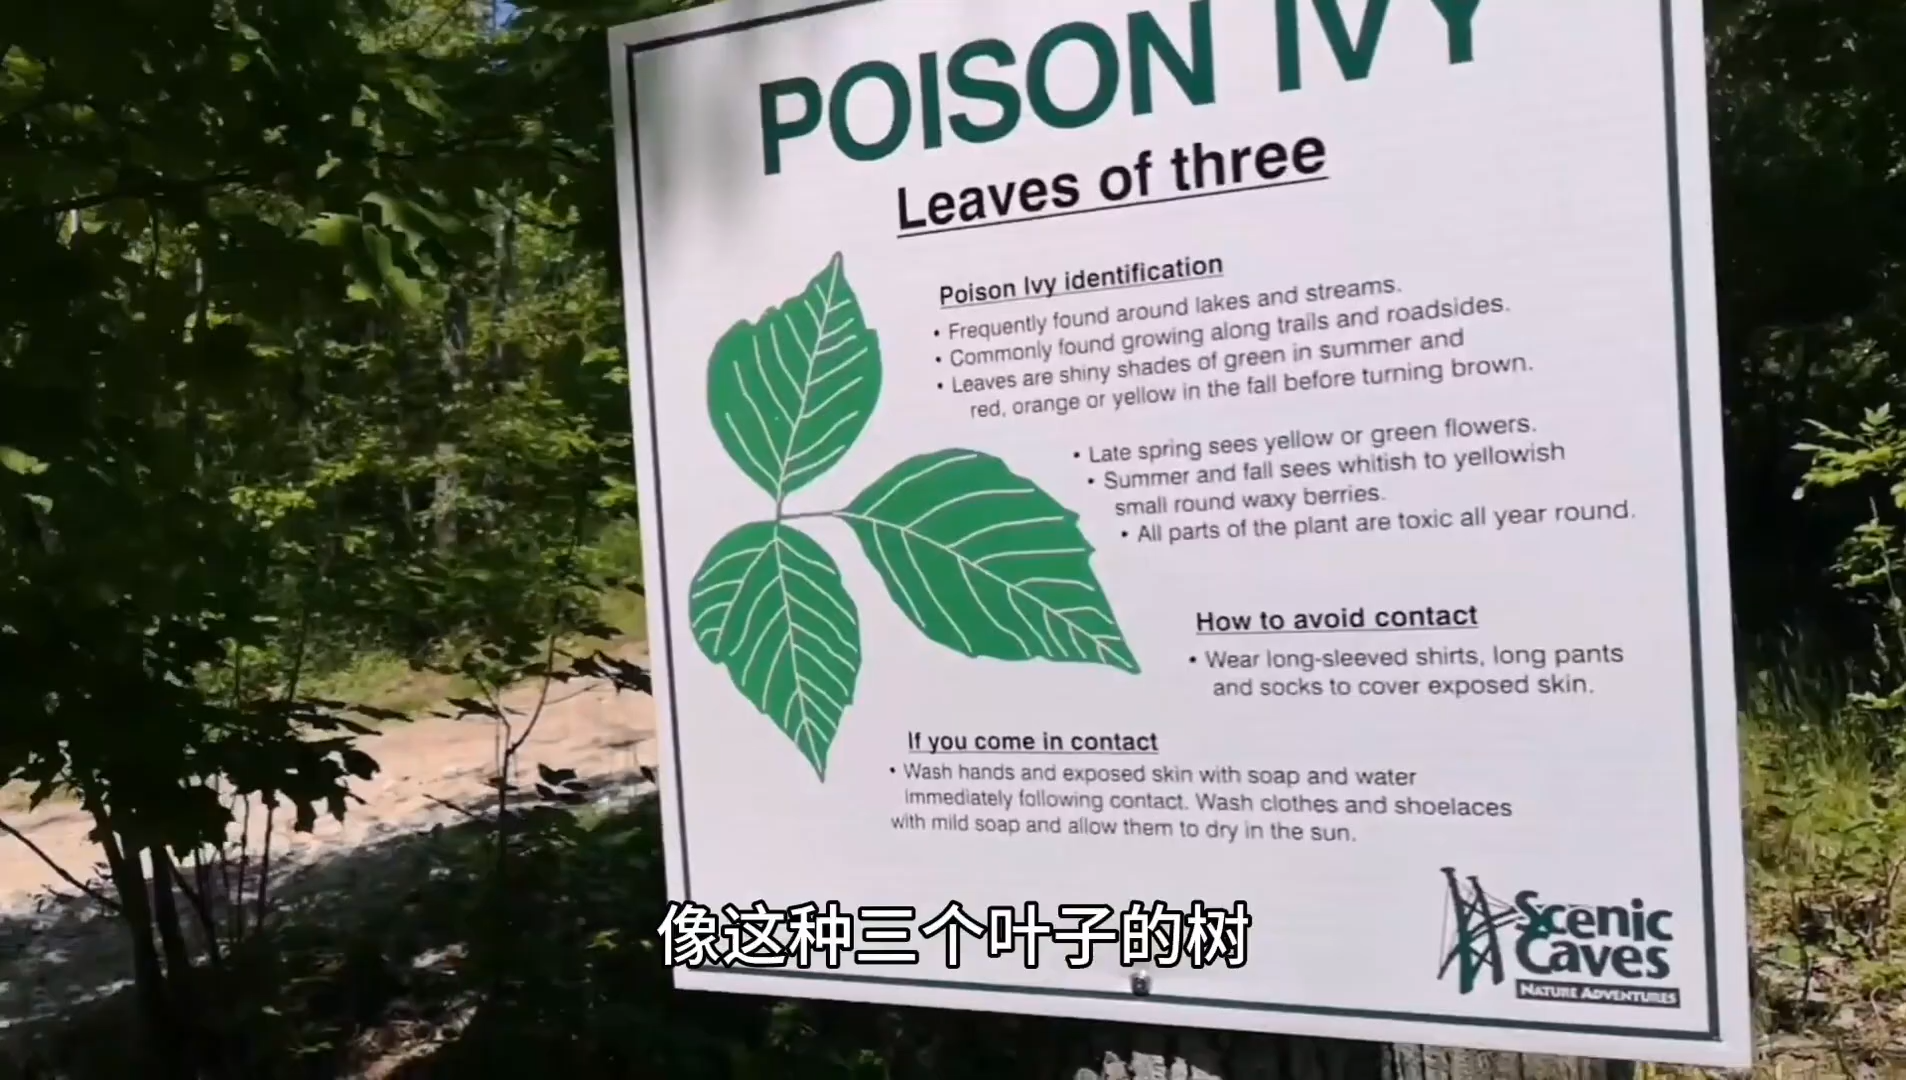 POISON IVY
Leaves of three
Poison Ivy identification
• Frequently found around lakes and streams.
• Commonly found growing along trails and roadsides.
• Leaves are shiny shades of green in summer and
red, orange or yellow in the fall before turning brown.
• Late spring sees yellow or green flowers.
• Summer and fall sees whitish to yellowish
small round waxy berries.
• All parts of the plant are toxic all year round.
How to avoid contact
• Wear long-sleeved shirts, long pants
and socks to cover exposed skin.
If you come in contact
• Wash hands and exposed skin with soap and water
immediately following contact. Wash clothes and shoelaces
with mild soap and allow them to dry in the sun.
像这种三个叶子的树
Scenic
Caves
NATURE ADVENTURES